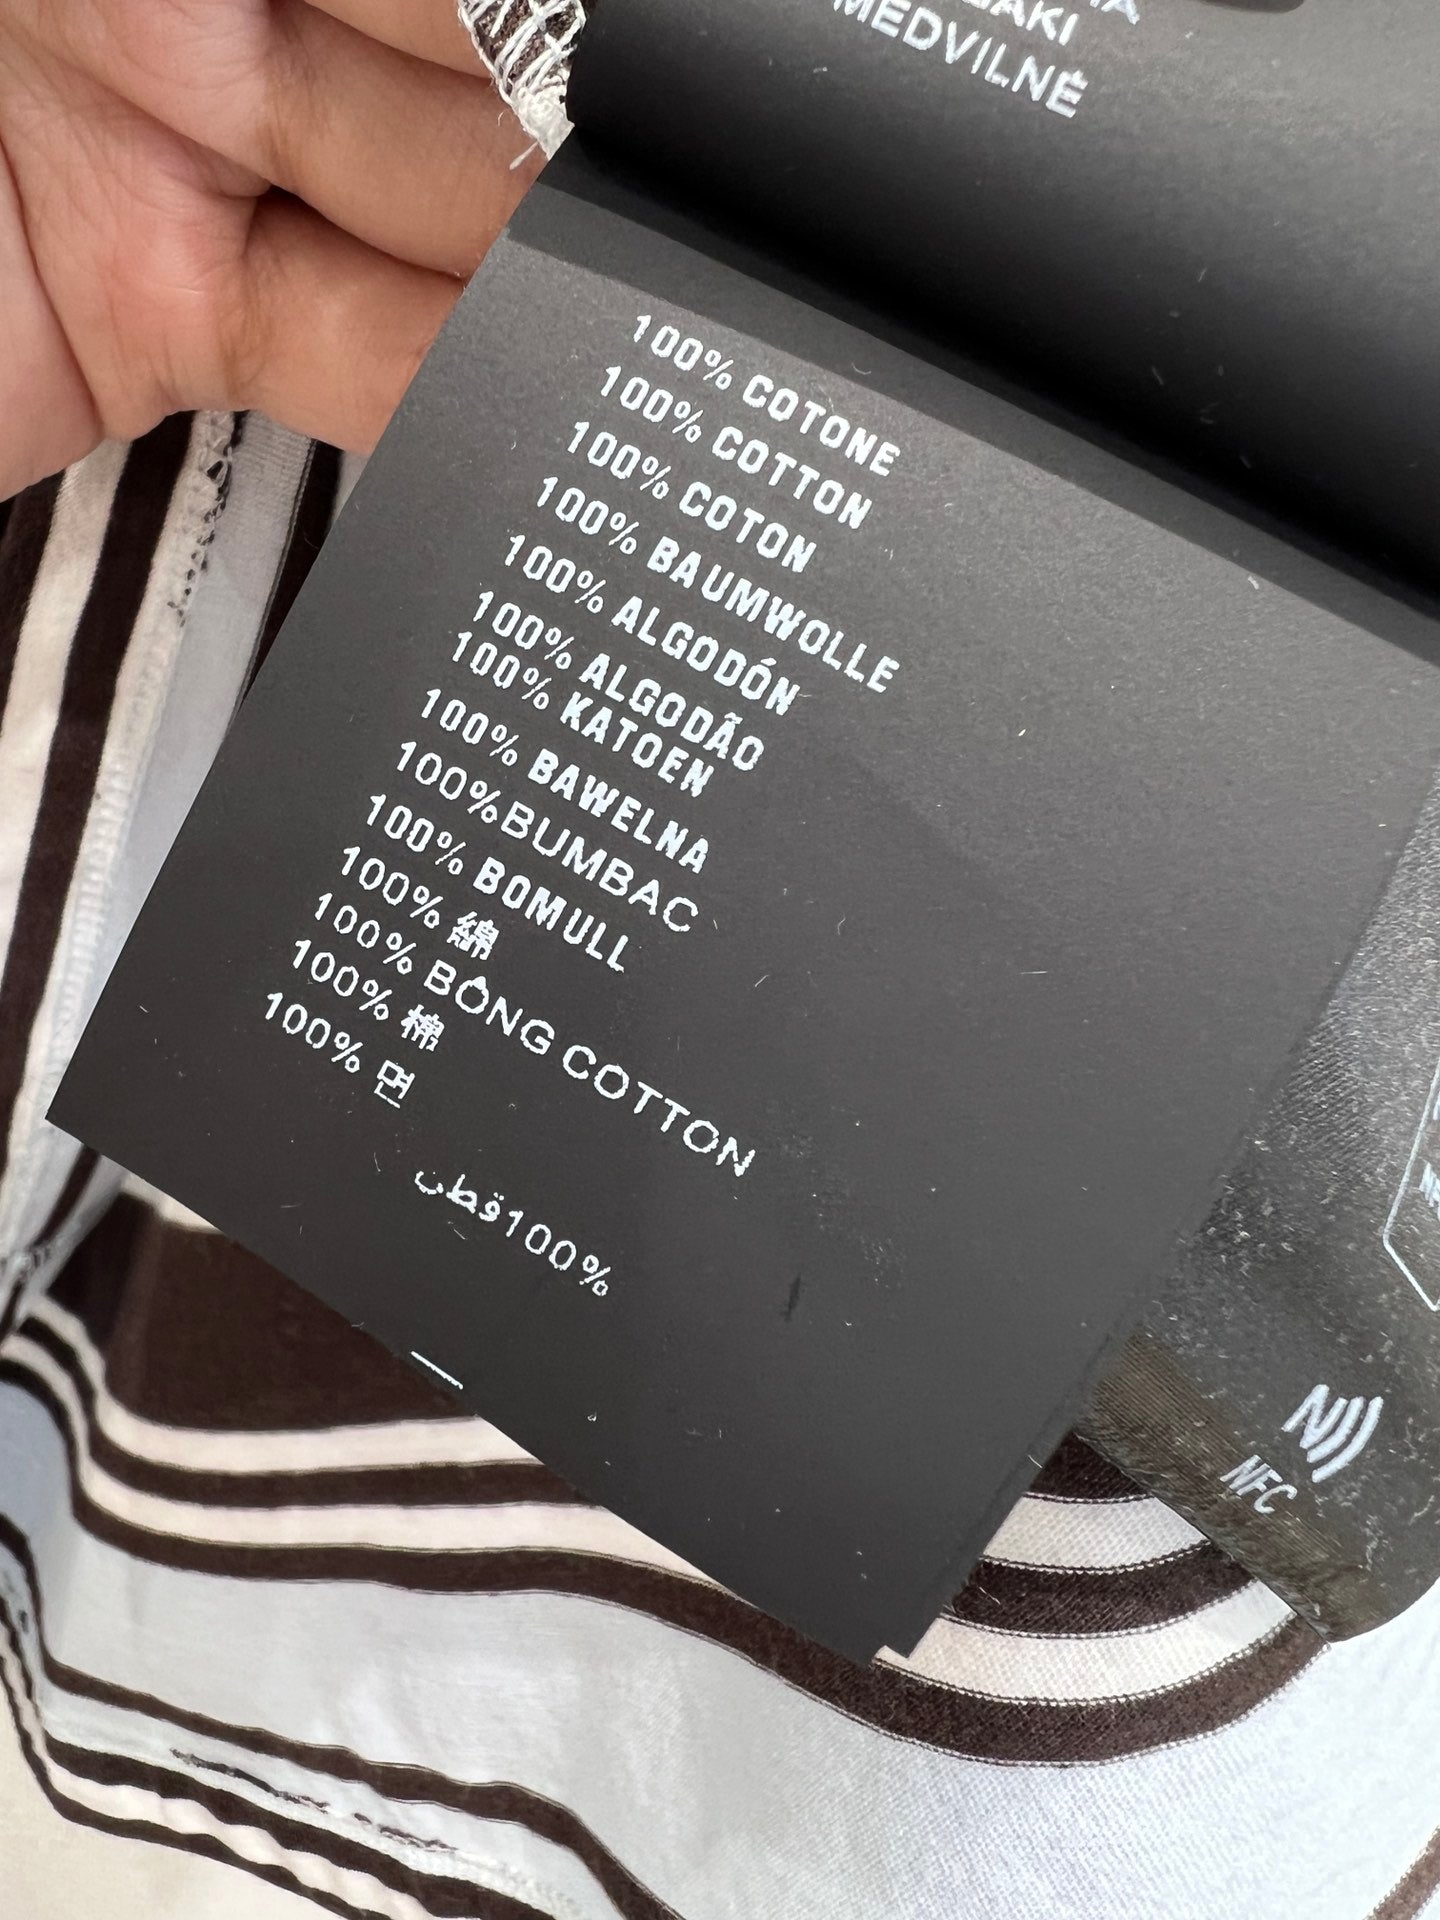 MEDVILNĖ
100% COTONE
100% COTTON
100% COTON
100% BAUMWOLLE
100% ALGODÓN
100% ALGODÃO
100% KATOEN
100% BAWEŁNA
100%BUMBAC
100% BOMULL
100% 綿
100% BÔNG COTTON
100% 棉
100% 면
100%قطن
NFC